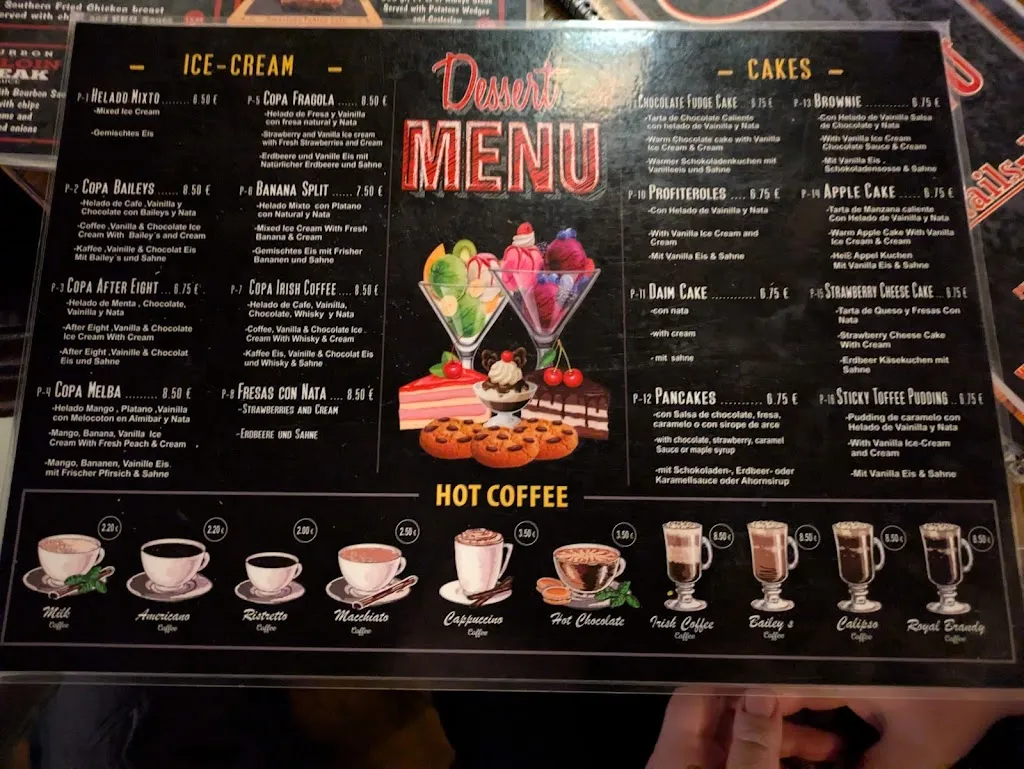 Southern Fried Chicken breast
and BBQ Sauce
Served with Potatoes Wedges
and Coleslaw
- ICE-CREAM -
P-1 HELADO MIXTO ....... 6.50 €
-Mixed Ice Cream
-Gemischtes Eis
P-2 COPA BAILEYS ...... 8.50 €
-Helado de Cafe ,Vainilla y
Chocolate con Baileys y Nata
-Coffee ,Vanilla & Chocolate Ice
Cream With Bailey´s and Cream
-Kaffee ,Vainille & Chocolat Eis
Mit Bailey´s und Sahne
P-3 COPA AFTER EIGHT ... 6.75 €
-Helado de Menta , Chocolate,
Vainilla y Nata
-After Eight ,Vanilla & Chocolate
Ice Cream With Cream
-After Eight ,Vainille & Chocolat
Eis und Sahne
P-4 COPA MELBA ......... 8.50 €
-Helado Mango , Platano ,Vainilla
con Melocoton en Almibar y Nata
-Mango, Banana, Vanilla Ice
Cream With Fresh Peach & Cream
-Mango, Bananen, Vainille Eis
mit Frischer Pfirsich & Sahne
P-5 COPA FRAGOLA ...... 8.50 €
-Helado de Fresa y Vainilla
con fresa natural y Nata
-Strawberry and Vanilla Ice cream
with Fresh Strawberries and Cream
-Erdbeere und Vanille Eis mit
Natürlicher Erdbeere und Sahne
P-6 BANANA SPLIT ...... 7.50 €
-Helado Mixto con Platano
con Natural y Nata
-Mixed Ice Cream With Fresh
Banana & Cream
-Gemischtes Eis mit Frisher
Bananen und Sahne
P-7 COPA IRISH COFFEE ... 8.50 €
-Helado de Cafe, Vainilla,
Chocolate, Whisky y Nata
-Coffee, Vanilla & Chocolate Ice
Cream With Whisky & Cream
-Kaffee Eis, Vainille & Chocolat Eis
und Whisky & Sahne
P-8 FRESAS CON NATA .... 8.50 €
-STRAWBERRIES AND CREAM
-ERDBEERE UND SAHNE
Dessert
MENU
- CAKES -
CHOCOLATE FUDGE CAKE 6.75 €
-Tarta de Chocolate Caliente
con helado de Vainilla y Nata
-Warm Chocolate cake with Vanilla
Ice Cream & Cream
-Warmer Schokoladenkuchen mit
Vanilleeis und Sahne
P-10 PROFITEROLES .... 6.75 €
-Con Helado de Vainilla y Nata
-With Vanilla Ice Cream and
Cream
-Mit Vanilla Eis & Sahne
P-11 DAIM CAKE ............ 6.75 €
-con nata
-with cream
- mit sahne
P-12 PANCAKES ............ 6.75 €
-con Salsa de chocolate, fresa,
caramelo o con sirope de arce
-with chocolate, strawberry, caramel
Sauce or maple syrup
-mit Schokoladen-, Erdbeer- oder
Karamellsauce oder Ahornsirup
P-13 BROWNIE ............ 6.75 €
-Con Helado de Vainilla Salsa
de Chocolate y Nata
-With Vanilla Ice Cream
Chocolate Sauce & Cream
-Mit Vanilla Eis ,
Schokoladensosse & Sahne
P-14 APPLE CAKE ...... 6.75 €
-Tarta de Manzana caliente
Con Helado de Vainilla y Nata
-Warm Apple Cake With Vanilla
Ice Cream & Cream
-Heiß Appel Kuchen
Mit Vanilla Eis & Sahne
P-15 STRAWBERRY CHEESE CAKE ... 6.75 €
-Tarta de Queso y Fresas Con
Nata
-Strawberry Cheese Cake
With Cream
-Erdbeer Käsekuchen mit
Sahne
P-16 STICKY TOFFEE PUDDING .. 6.75 €
-Pudding de caramelo con
Helado de Vainilla y Nata
-With Vanilla Ice-Cream
and Cream
-Mit Vanilla Eis & Sahne
HOT COFFEE
2.20 €
Milk
Coffee
2.20 €
Americano
Coffee
2.00 €
Ristretto
Coffee
2.50 €
Macchiato
Coffee
3.50 €
Cappuccino
Coffee
3.50 €
Hot Chocolate
8.50 €
Irish Coffee
Coffee
8.50 €
Bailey s
Coffee
8.50 €
Calipso
Coffee
8.50 €
Royal Brandy
Coffee